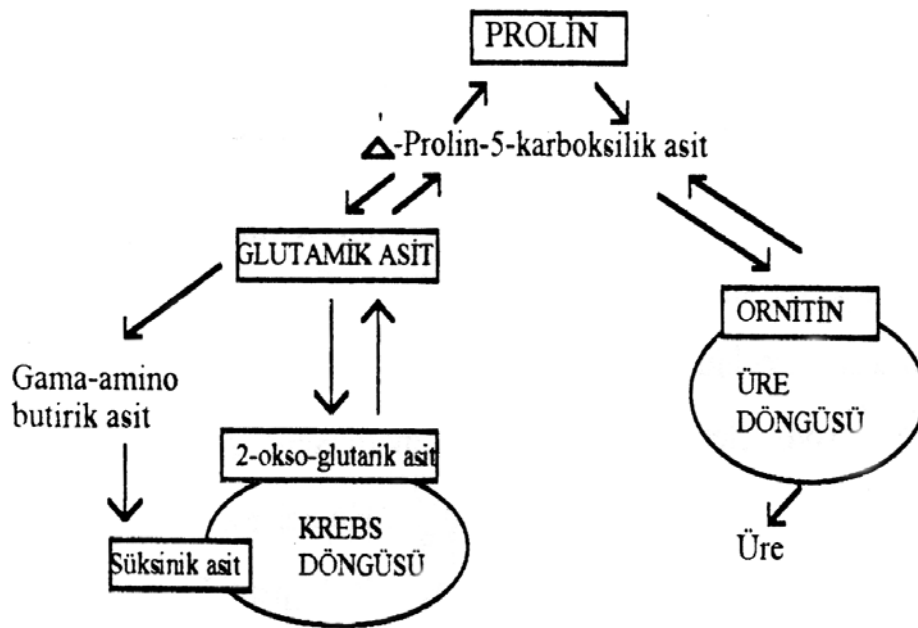 PROLİN
Δ-Prolin-5-karboksilik asit
GLUTAMİK ASİT
ORNİTİN
Gama-amino
butirik asit
ÜRE
DÖNGÜSÜ
2-okso-glutarik asit
KREBS
DÖNGÜSÜ
Süksinik asit
Üre